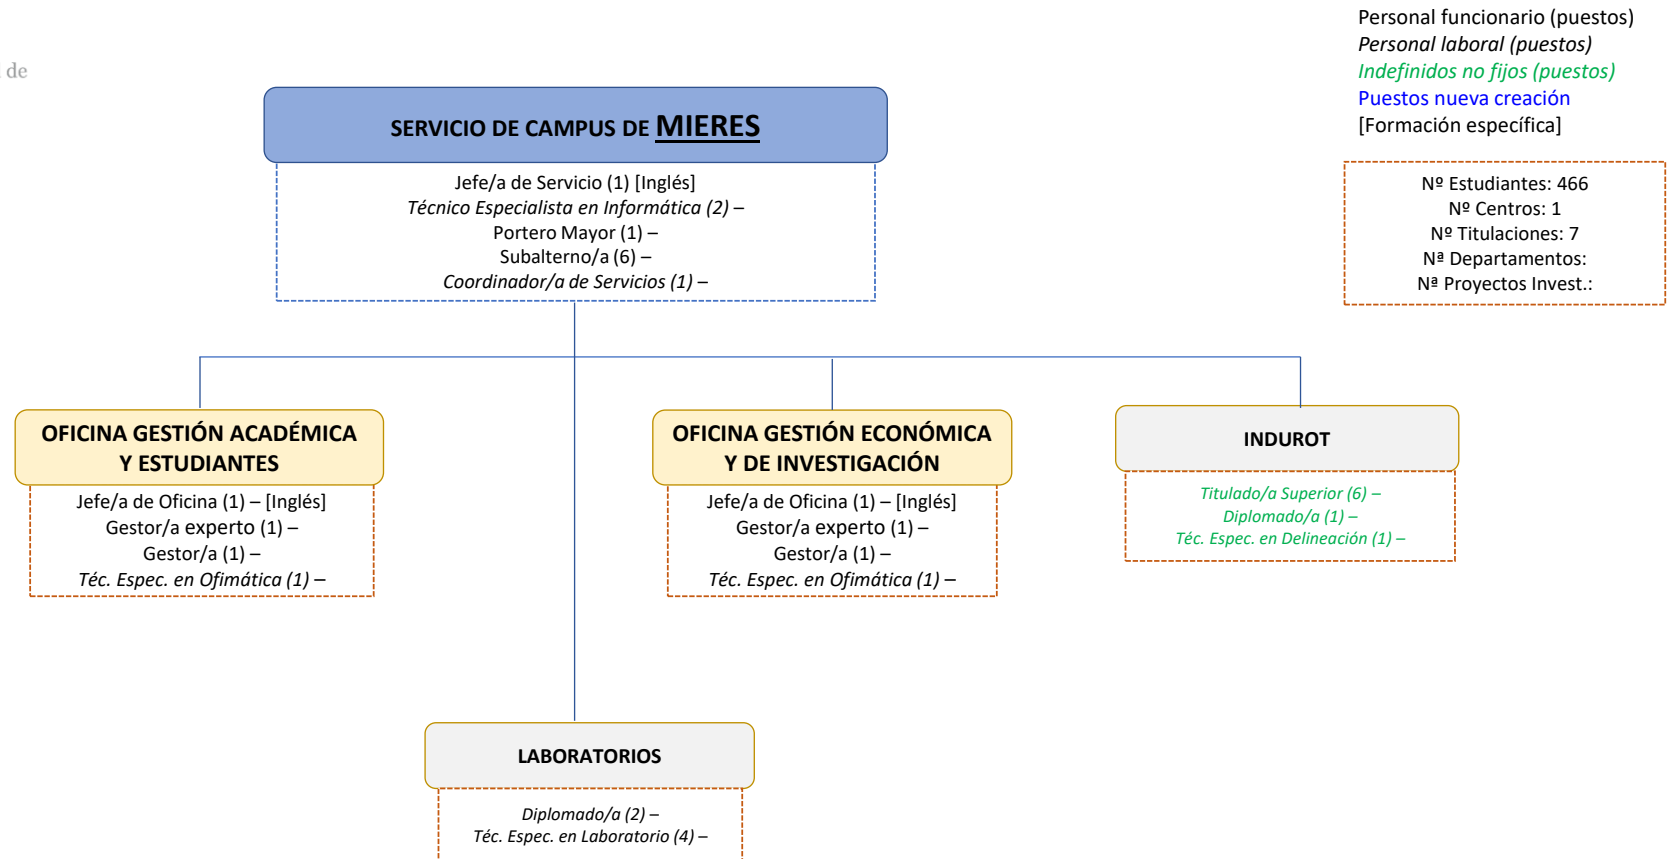 de
Personal funcionario (puestos)
Personal laboral (puestos)
Indefinidos no fijos (puestos)
Puestos nueva creación
[Formación específica]
SERVICIO DE CAMPUS DE MIERES
Jefe/a de Servicio (1) [Inglés]
Técnico Especialista en Informática (2) –
Portero Mayor (1) –
Subalterno/a (6) –
Coordinador/a de Servicios (1) –
Nº Estudiantes: 466
Nº Centros: 1
Nº Titulaciones: 7
Nª Departamentos:
Nª Proyectos Invest.:
OFICINA GESTIÓN ACADÉMICA
Y ESTUDIANTES
Jefe/a de Oficina (1) – [Inglés]
Gestor/a experto (1) –
Gestor/a (1) –
Téc. Espec. en Ofimática (1) –
OFICINA GESTIÓN ECONÓMICA
Y DE INVESTIGACIÓN
Jefe/a de Oficina (1) – [Inglés]
Gestor/a experto (1) –
Gestor/a (1) –
Téc. Espec. en Ofimática (1) –
INDUROT
Titulado/a Superior (6) –
Diplomado/a (1) –
Téc. Espec. en Delineación (1) –
LABORATORIOS
Diplomado/a (2) –
Téc. Espec. en Laboratorio (4) –